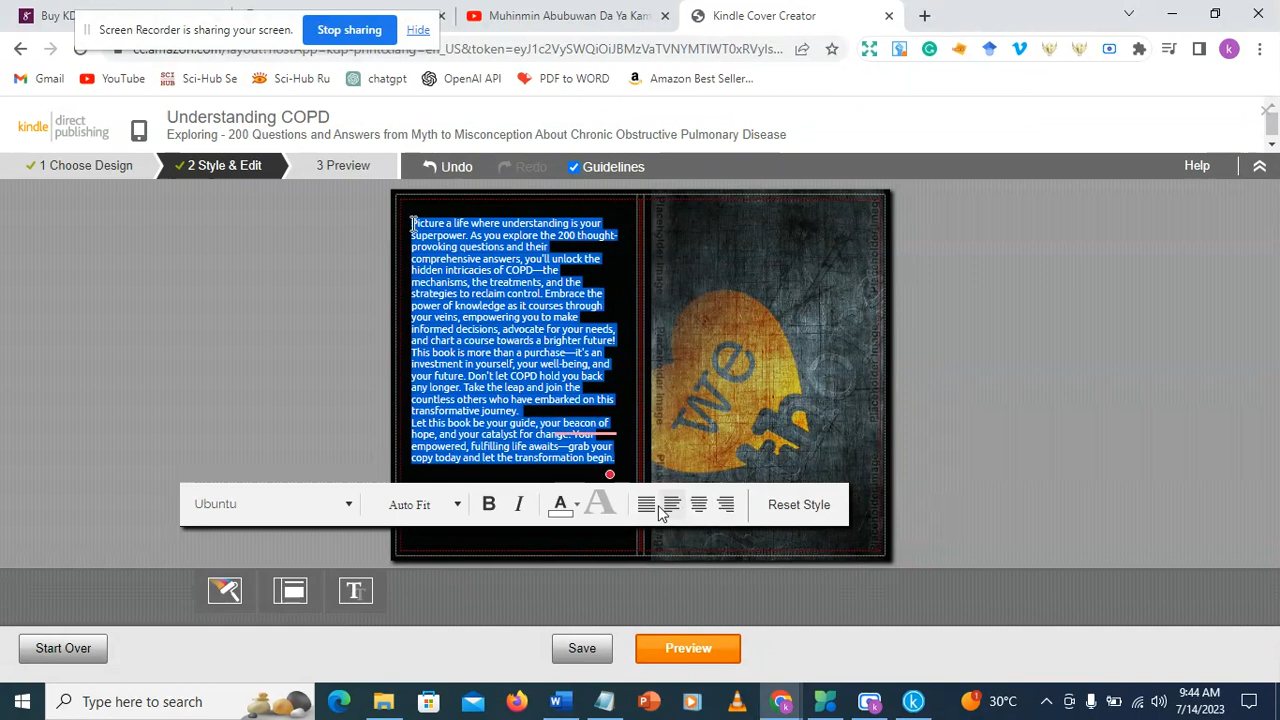 Buy KD
Muhinmin Abubuwan Da Ya Kam
Kindle Cover Creator
Screen Recorder is sharing your screen.
Stop sharing
Hide
Gmail
YouTube
Sci-Hub Se
Sci-Hub Ru
chatgpt
OpenAI API
PDF to WORD
Amazon Best Seller...
kindle direct publishing
Understanding COPD
Exploring - 200 Questions and Answers from Myth to Misconception About Chronic Obstructive Pulmonary Disease
1 Choose Design
2 Style & Edit
3 Preview
Undo
Redo
Guidelines
Help
Picture a life where understanding is your
superpower. As you explore the 200 thought-
provoking questions and their
comprehensive answers, you'll unlock the
hidden intricacies of COPD—the
mechanisms, the treatments, and the
strategies to reclaim control. Embrace the
power of knowledge as it courses through
your veins, empowering you to make
informed decisions, advocate for your needs,
and chart a course towards a brighter future!
This book is more than a purchase—it's an
investment in yourself, your well-being, and
your future. Don't let COPD hold you back
any longer. Take the leap and join the
countless others who have embarked on this
transformative journey.
Let this book be your guide, your beacon of
hope, and your catalyst for change. Your
empowered, fulfilling life awaits—grab your
copy today and let the transformation begin.
we
Placeholder Image
Ubuntu
Auto Fit
B
I
A
A
Reset Style
Start Over
Save
Preview
Type here to search
30°C
9:44 AM
7/14/2023